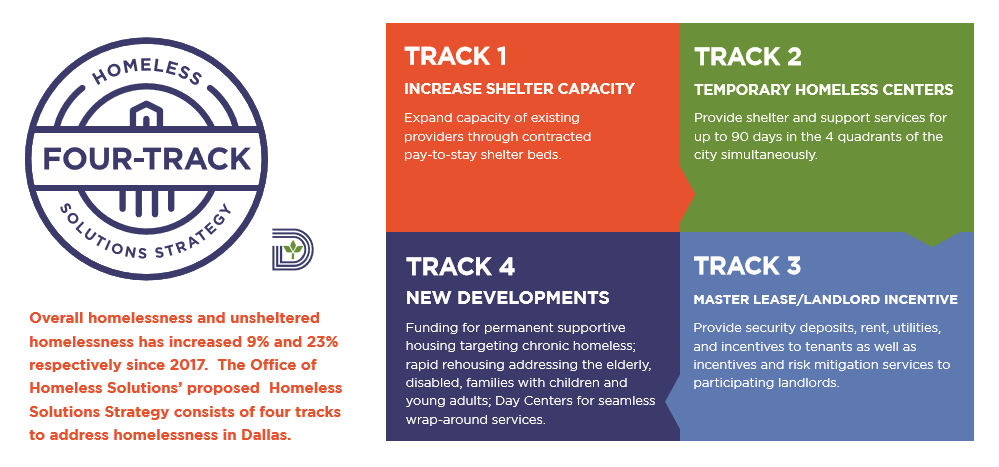 HOMELESS
FOUR-TRACK
SOLUTIONS STRATEGY
D
Overall homelessness and unsheltered
homelessness has increased 9% and 23%
respectively since 2017.  The Office of
Homeless Solutions’ proposed  Homeless
Solutions Strategy consists of four tracks
to address homelessness in Dallas.
TRACK 1
INCREASE SHELTER CAPACITY
Expand capacity of existing
providers through contracted
pay-to-stay shelter beds.
TRACK 2
TEMPORARY HOMELESS CENTERS
Provide shelter and support services for
up to 90 days in the 4 quadrants of the
city simultaneously.
TRACK 4
NEW DEVELOPMENTS
Funding for permanent supportive
housing targeting chronic homeless;
rapid rehousing addressing the elderly,
disabled, families with children and
young adults; Day Centers for seamless
wrap-around services.
TRACK 3
MASTER LEASE/LANDLORD INCENTIVE
Provide security deposits, rent, utilities,
and incentives to tenants as well as
incentives and risk mitigation services to
participating landlords.